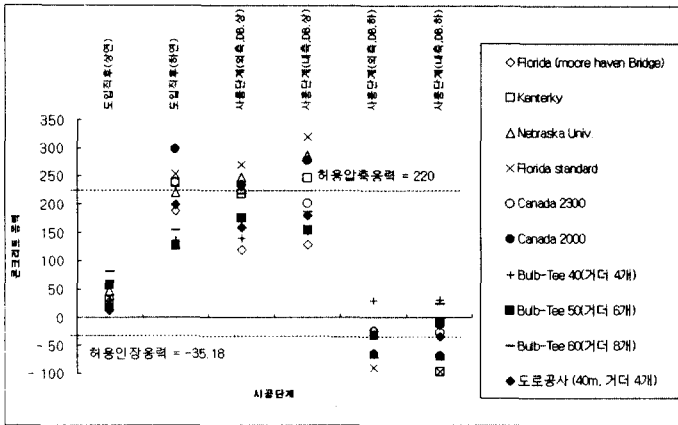 도입직후(상연)
도입직후(하연)
사용단계(외측,DB,상)
사용단계(내측,DB,상)
사용단계(외측,DB,하)
사용단계(내측,DB,하)
350
300
250
200
150
100
50
0
- 50
- 100
콘크리트 응력
허용압축응력 = 220
허용인장응력 = -35.18
시공단계
Florida (moore haven Bridge)
Kenterky
Nebraska Univ.
Florida standard
Canada 2300
Canada 2000
Bulb-Tee 40(거더 4개)
Bulb-Tee 50(거더 6개)
Bulb-Tee 60(거더 8개)
도로공사 (40m, 거더 4개)